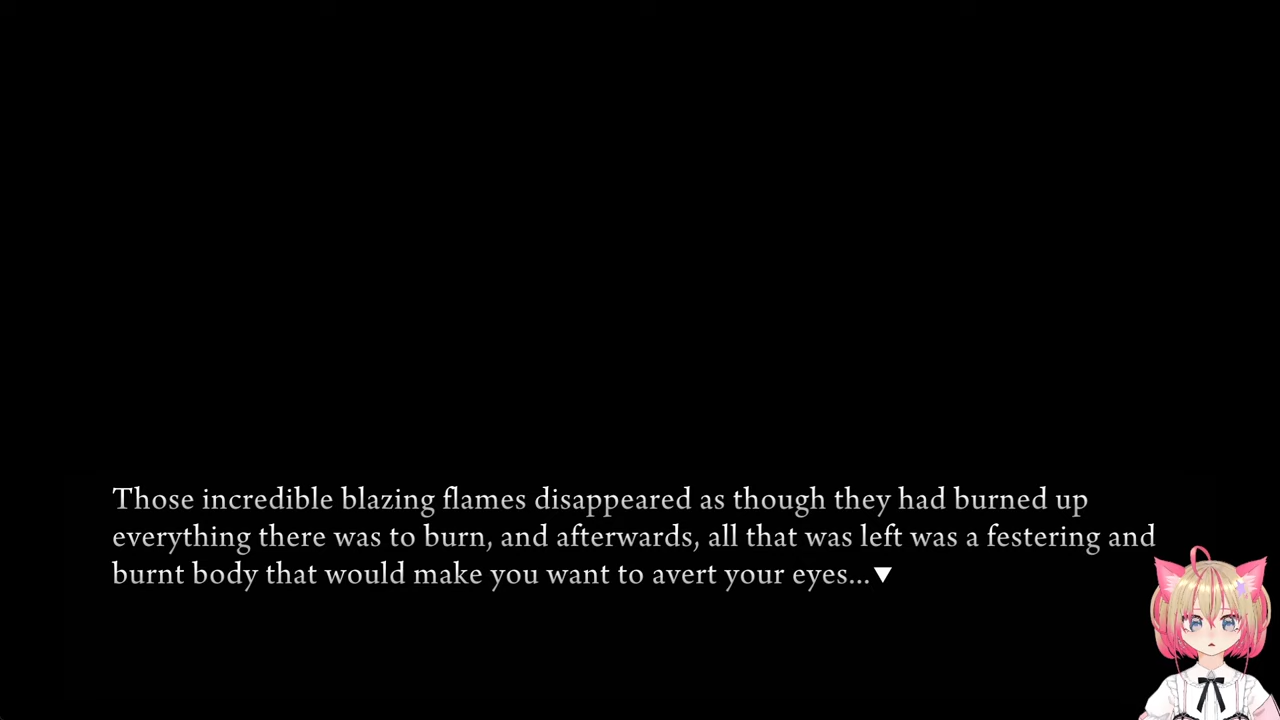 Those incredible blazing flames disappeared as though they had burned up
everything there was to burn, and afterwards, all that was left was a festering and
burnt body that would make you want to avert your eyes...▼